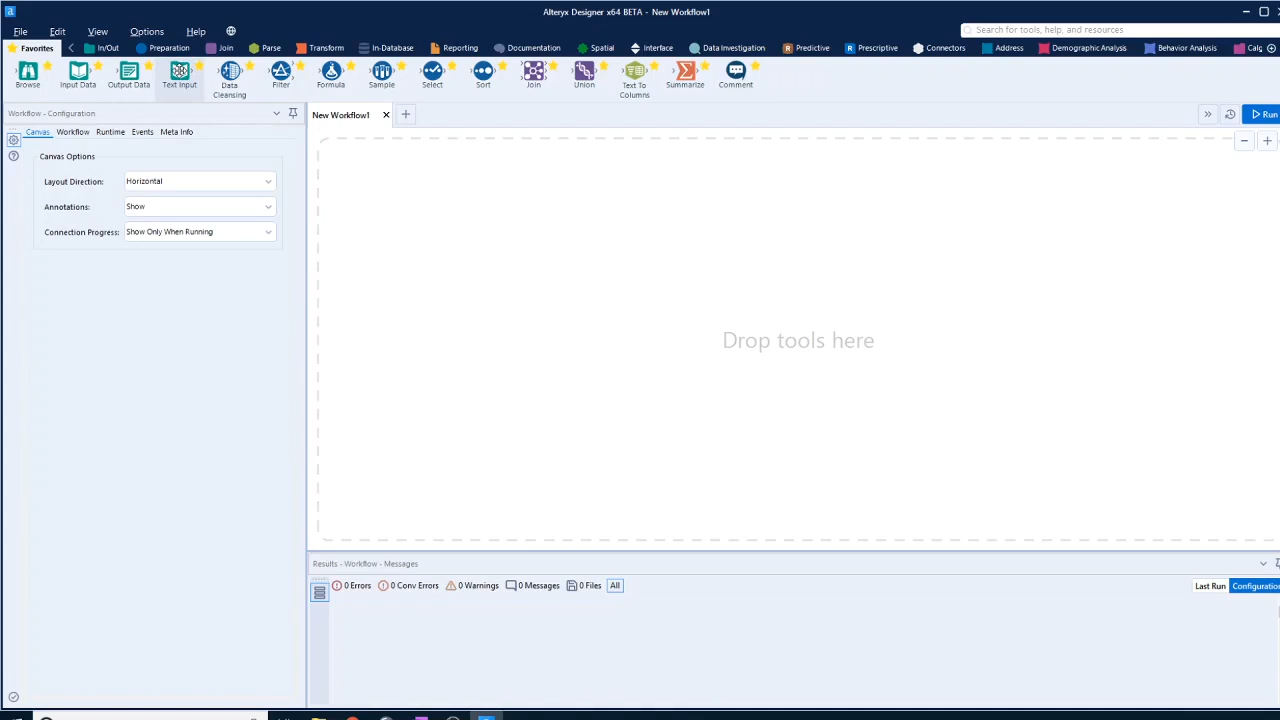 Alteryx Designer x64 BETA - New Workflow1
File Edit View Options Help
Search for tools, help, and resources
Favorites In/Out Preparation Join Parse Transform In-Database Reporting Documentation Spatial Interface Data Investigation Predictive Prescriptive Connectors Address Demographic Analysis Behavior Analysis
Browse Input Data Output Data Text Input Data Cleansing Filter Formula Sample Select Sort Join Union Text To Columns Summarize Comment
Workflow - Configuration
New Workflow1
Run
Canvas Workflow Runtime Events Meta Info
Canvas Options
Layout Direction: Horizontal
Annotations: Show
Connection Progress: Show Only When Running
Drop tools here
Results - Workflow - Messages
0 Errors 0 Conv Errors 0 Warnings 0 Messages 0 Files All
Last Run Configuration